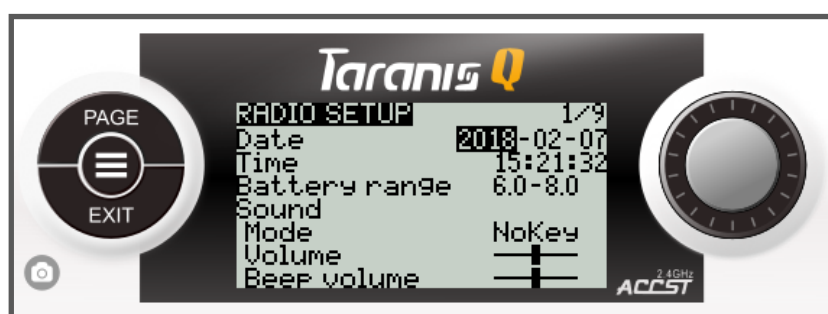 Taranis Q
PAGE
EXIT
RADIO SETUP 1/9
Date 2018-02-07
Time 15:21:32
Battery range 6.0-8.0
Sound
Mode NoKey
Volume
Beep volume
2.4GHz
ACCST